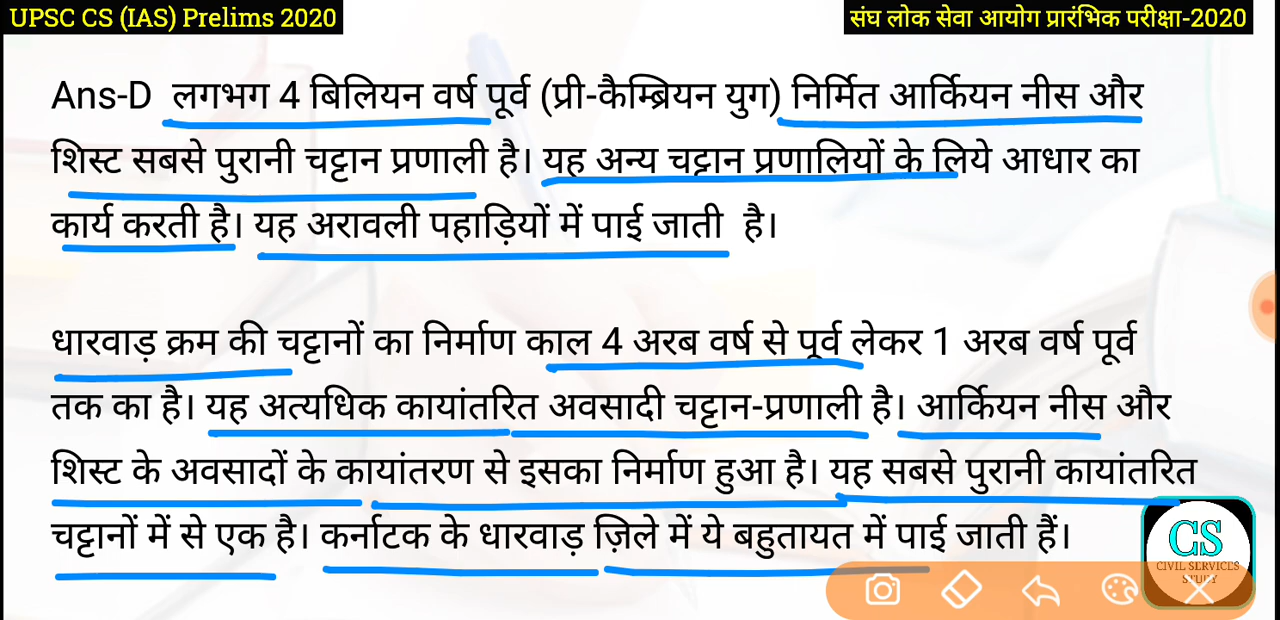 UPSC CS (IAS) Prelims 2020
संघ लोक सेवा आयोग प्रारंभिक परीक्षा-2020
Ans-D लगभग 4 बिलियन वर्ष पूर्व (प्री-कैम्ब्रियन युग) निर्मित आर्कियन नीस और
शिस्ट सबसे पुरानी चट्टान प्रणाली है। यह अन्य चट्टान प्रणालियों के लिये आधार का
कार्य करती है। यह अरावली पहाड़ियों में पाई जाती है।
धारवाड़ क्रम की चट्टानों का निर्माण काल 4 अरब वर्ष से पूर्व लेकर 1 अरब वर्ष पूर्व
तक का है। यह अत्यधिक कायांतरित अवसादी चट्टान-प्रणाली है। आर्कियन नीस और
शिस्ट के अवसादों के कायांतरण से इसका निर्माण हुआ है। यह सबसे पुरानी कायांतरित
चट्टानों में से एक है। कर्नाटक के धारवाड़ ज़िले में ये बहुतायत में पाई जाती हैं।
CS
CIVIL SERVICES
STUDY